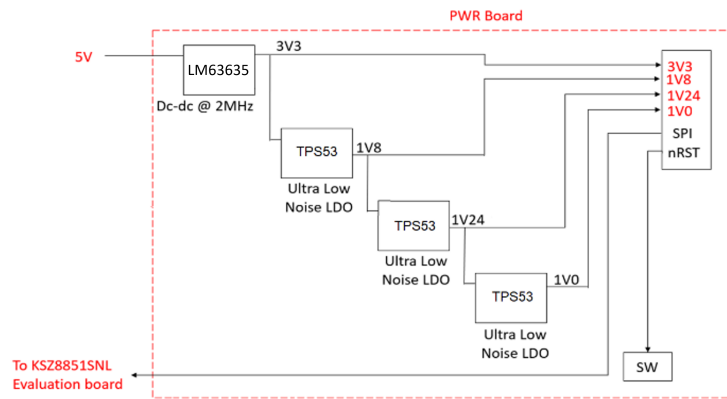 PWR Board
5V
LM63635
3V3
Dc-dc @ 2MHz
3V3
1V8
1V24
1V0
SPI
nRST
TPS53
1V8
Ultra Low
Noise LDO
TPS53
1V24
Ultra Low
Noise LDO
TPS53
1V0
Ultra Low
Noise LDO
To KSZ8851SNL
Evaluation board
SW